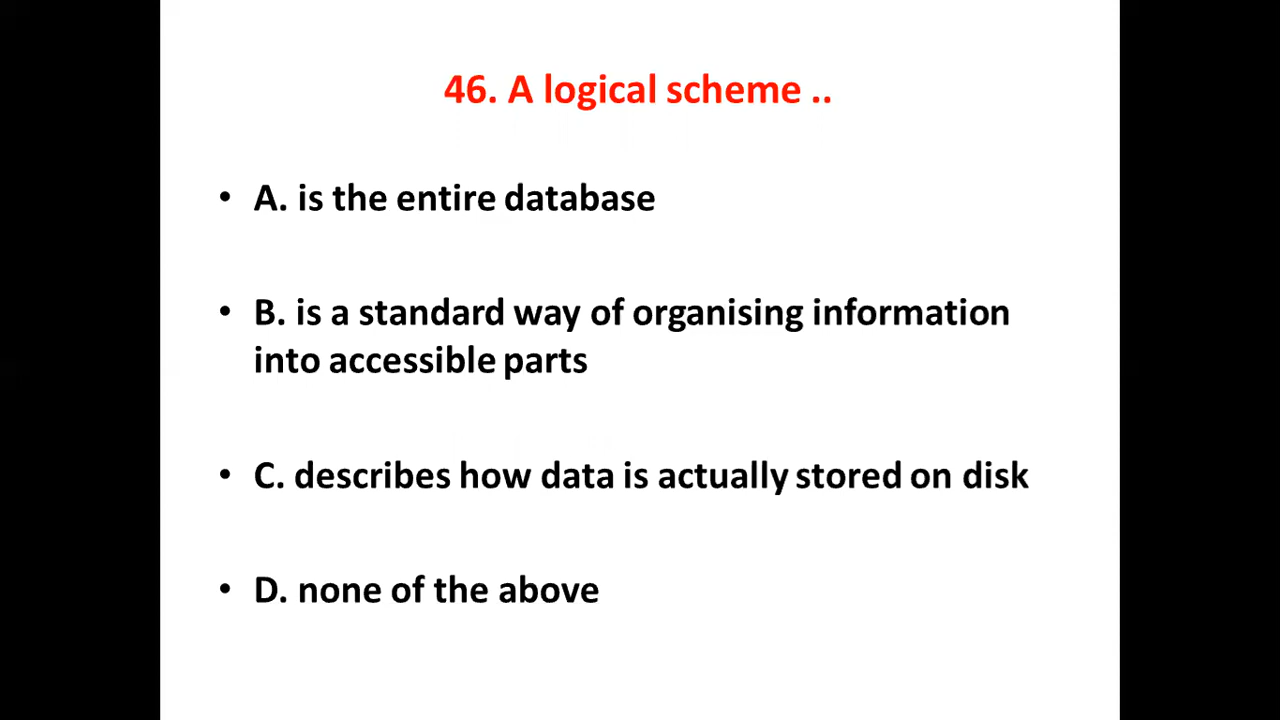 46. A logical scheme ..
• A. is the entire database
• B. is a standard way of organising information
into accessible parts
• C. describes how data is actually stored on disk
• D. none of the above